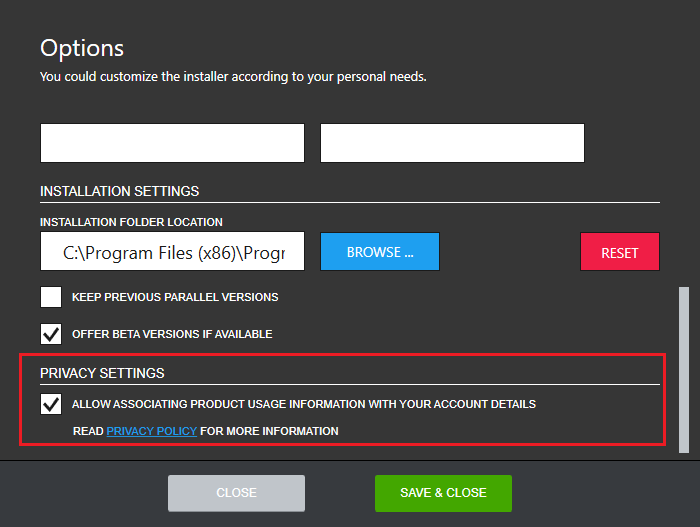 Options
You could customize the installer according to your personal needs.
INSTALLATION SETTINGS
INSTALLATION FOLDER LOCATION
C:\Program Files (x86)\Progr
BROWSE ...
RESET
KEEP PREVIOUS PARALLEL VERSIONS
OFFER BETA VERSIONS IF AVAILABLE
PRIVACY SETTINGS
ALLOW ASSOCIATING PRODUCT USAGE INFORMATION WITH YOUR ACCOUNT DETAILS
READ PRIVACY POLICY FOR MORE INFORMATION
CLOSE
SAVE & CLOSE